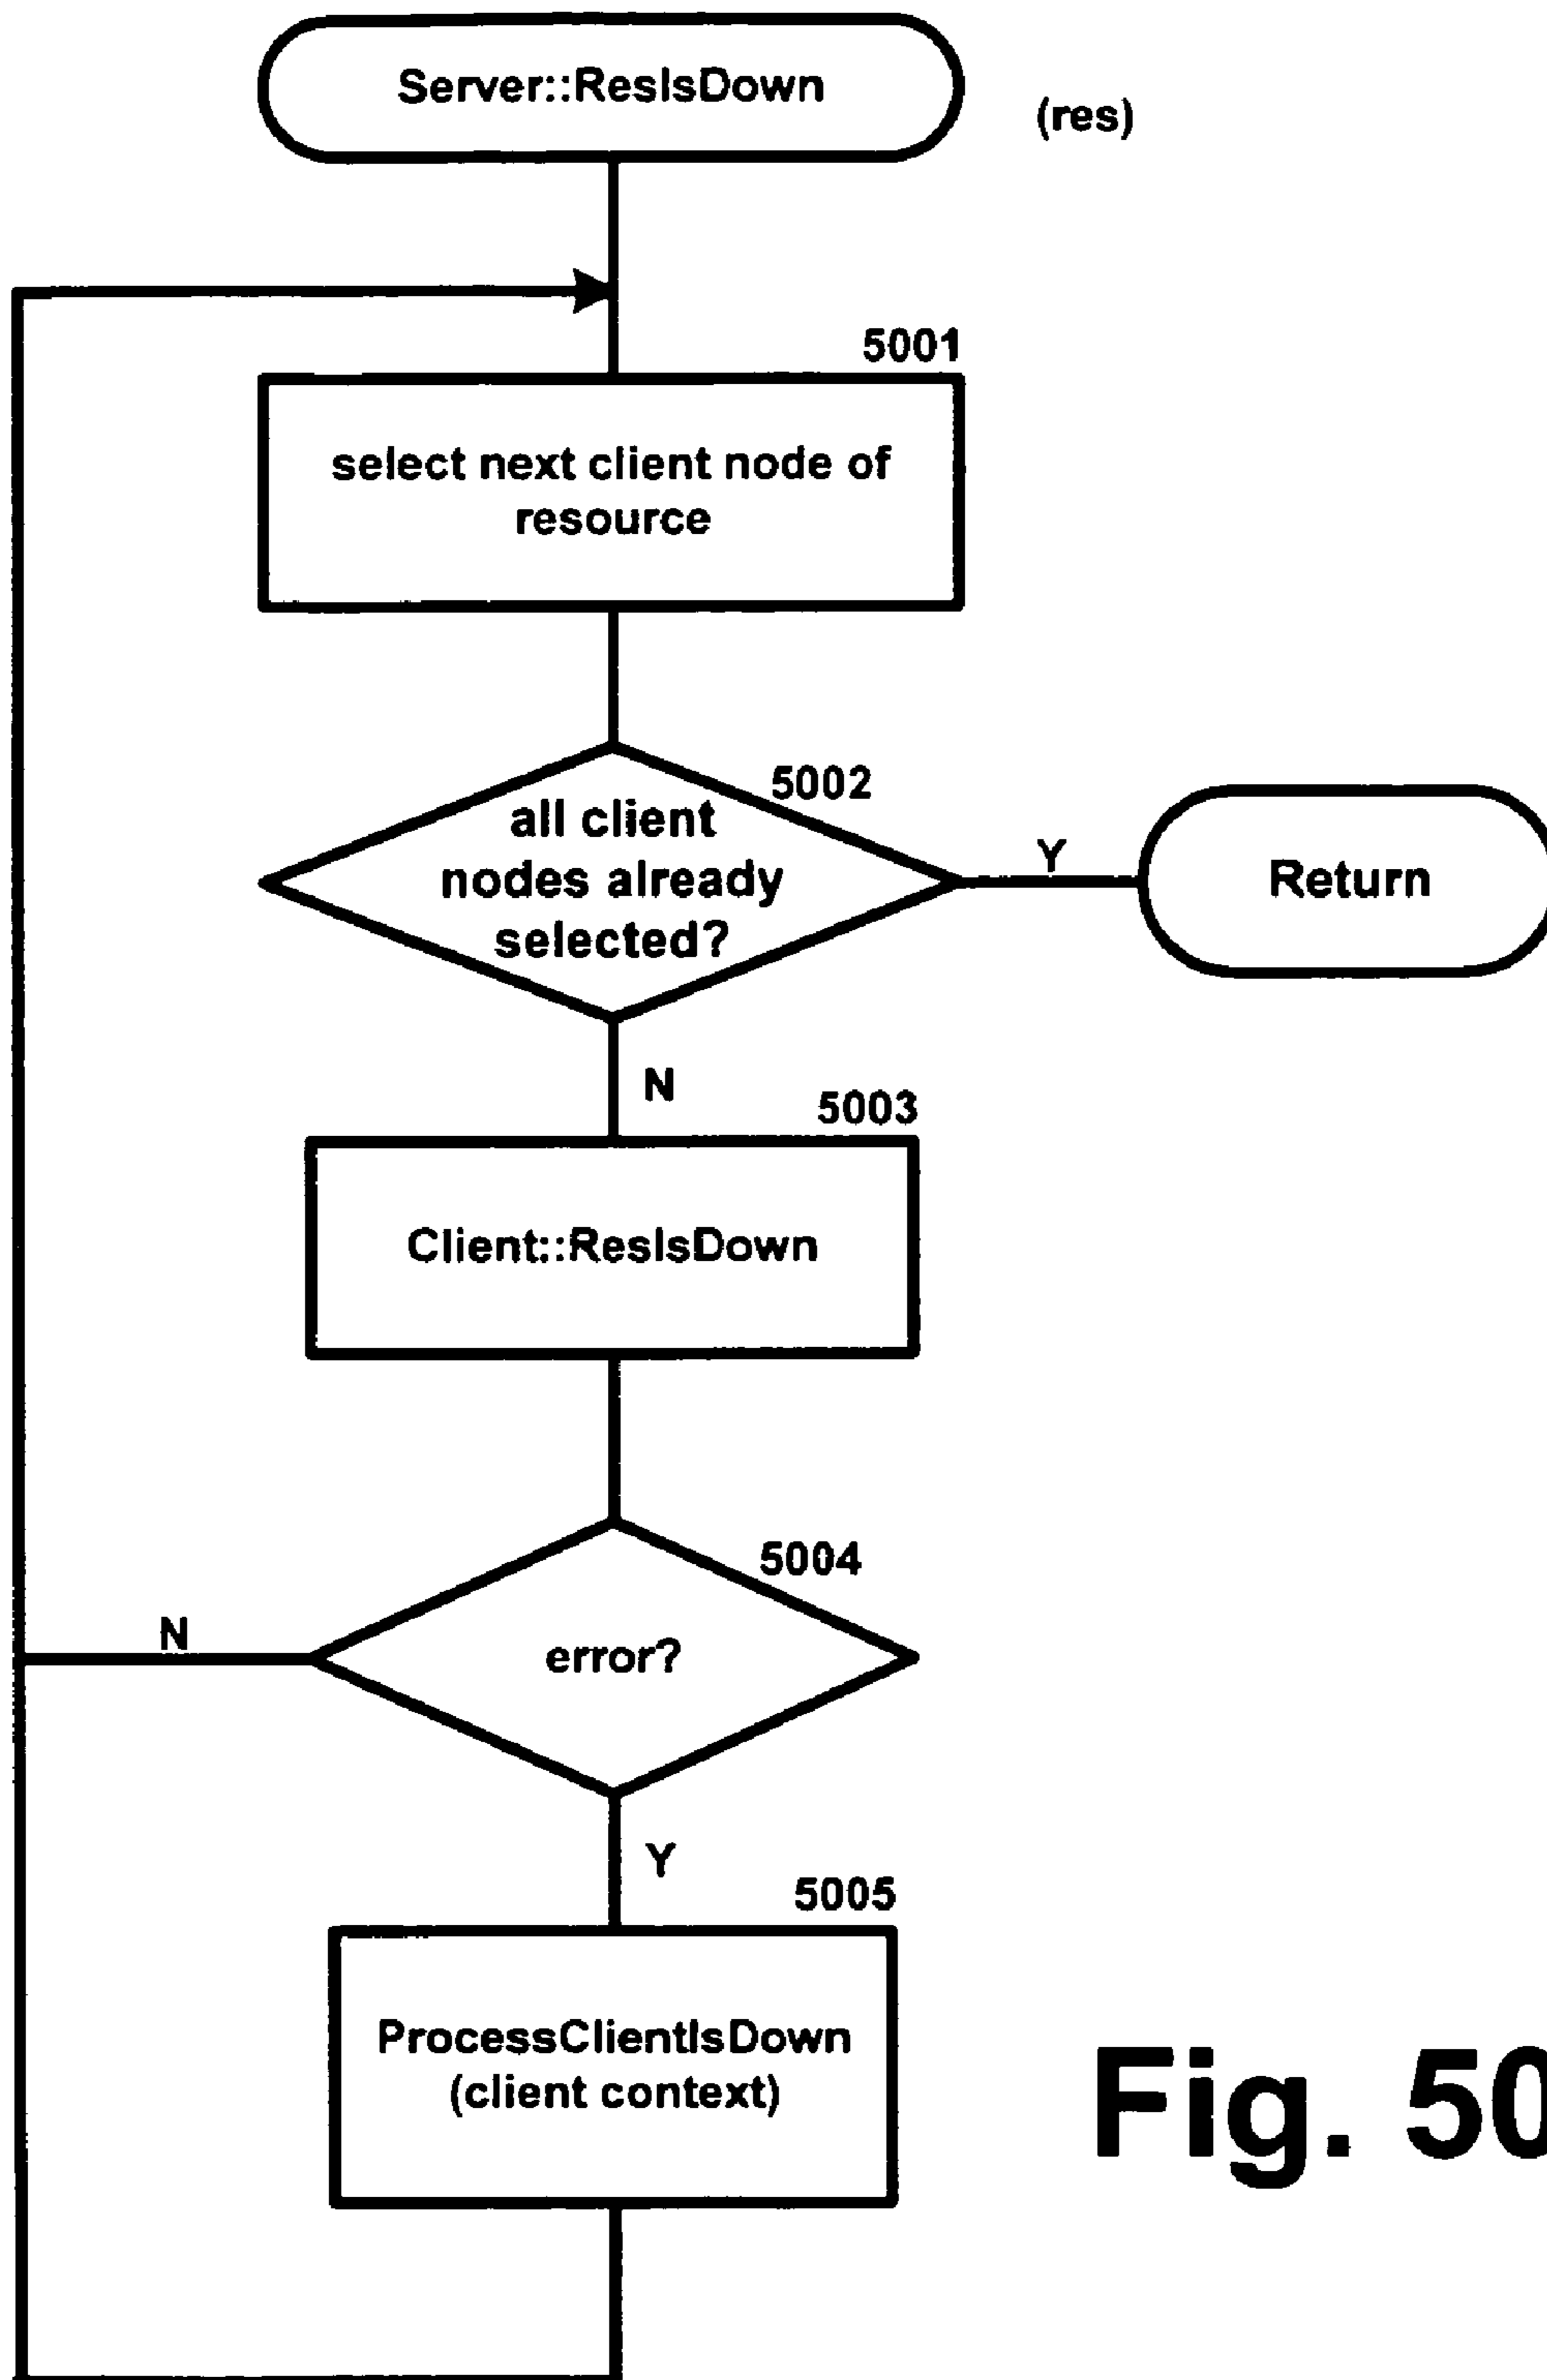 Server::ResIsDown
(res)
5001
select next client node of
resource
5002
all client
nodes already
selected?
Y
Return
N
5003
Client::ResIsDown
5004
error?
N
Y
5005
ProcessClientIsDown
(client context)
Fig. 50